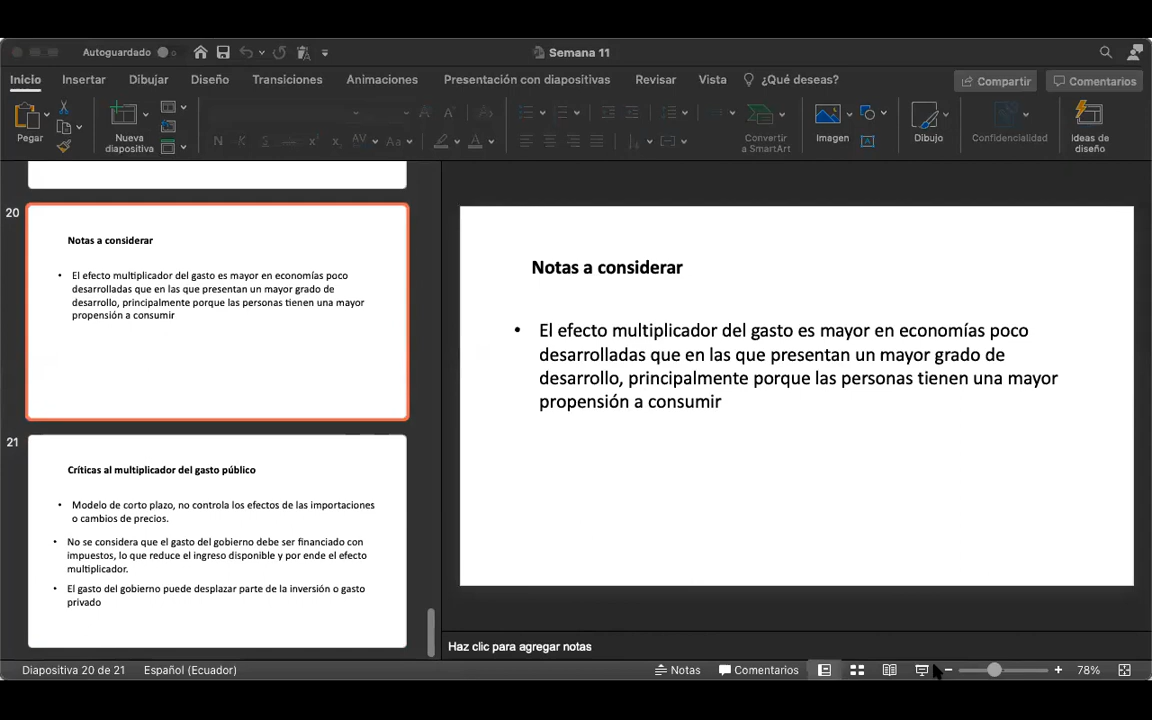 Autoguardado
Semana 11
Inicio Insertar Dibujar Diseño Transiciones Animaciones Presentación con diapositivas Revisar Vista ¿Qué deseas? Compartir Comentarios
Pegar
Nueva
diapositiva
N K S abc x² x₂ AV Aa A
Convertir
a SmartArt
Imagen
Dibujo
Confidencialidad
Ideas de
diseño
20
Notas a considerar
• El efecto multiplicador del gasto es mayor en economías poco
desarrolladas que en las que presentan un mayor grado de
desarrollo, principalmente porque las personas tienen una mayor
propensión a consumir
21
Críticas al multiplicador del gasto público
• Modelo de corto plazo, no controla los efectos de las importaciones
o cambios de precios.
• No se considera que el gasto del gobierno debe ser financiado con
impuestos, lo que reduce el ingreso disponible y por ende el efecto
multiplicador.
• El gasto del gobierno puede desplazar parte de la inversión o gasto
privado
Notas a considerar
• El efecto multiplicador del gasto es mayor en economías poco
desarrolladas que en las que presentan un mayor grado de
desarrollo, principalmente porque las personas tienen una mayor
propensión a consumir
Haz clic para agregar notas
Diapositiva 20 de 21 Español (Ecuador) Notas Comentarios 78%